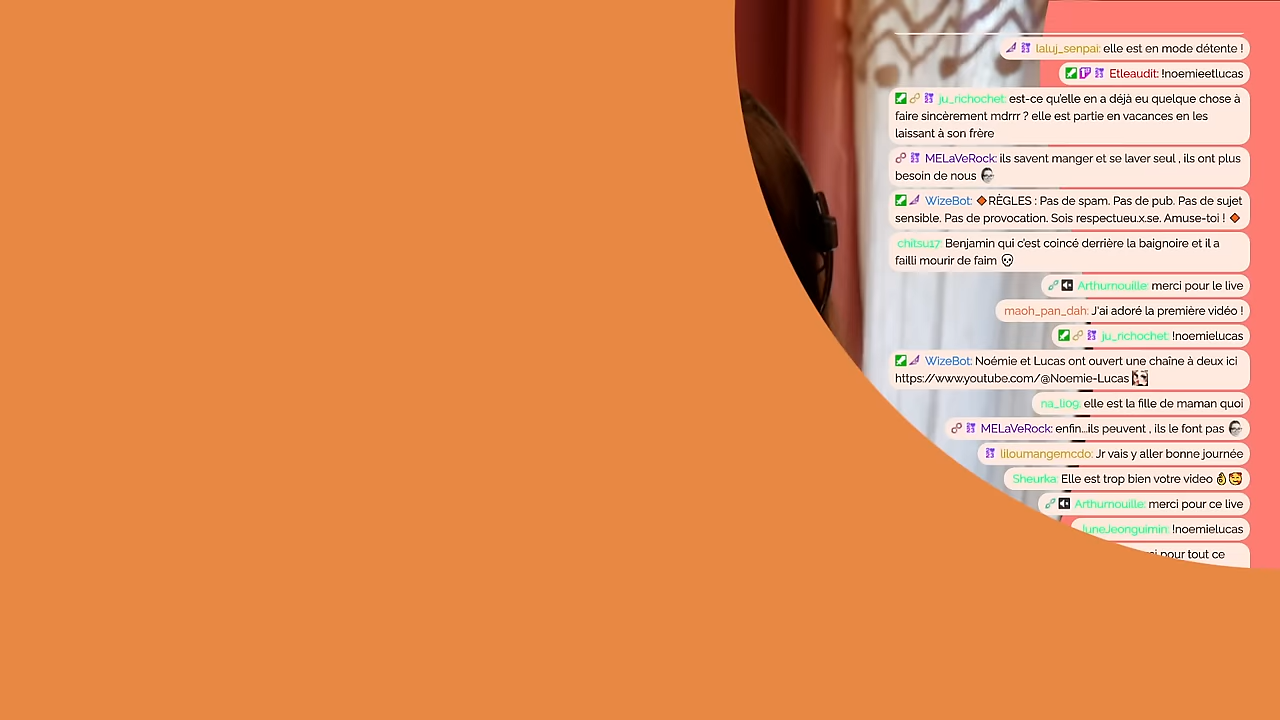 laluj_senpai: elle est en mode détente !
Etleaudit: !noemieetlucas
ju_richochet: est-ce qu'elle en a déjà eu quelque chose à
faire sincèrement mdrrr ? elle est partie en vacances en les
laissant à son frère
MELaVeRock: ils savent manger et se laver seul , ils ont plus
besoin de nous
WizeBot: 🔶RÈGLES : Pas de spam. Pas de pub. Pas de sujet
sensible. Pas de provocation. Sois respectueu.x.se. Amuse-toi ! 🔶
chitsu17: Benjamin qui c'est coincé derrière la baignoire et il a
failli mourir de faim 💀
Arthurnouille: merci pour le live
maoh_pan_dah: J'ai adoré la première vidéo !
ju_richochet: !noemielucas
WizeBot: Noémie et Lucas ont ouvert une chaîne à deux ici
https://www.youtube.com/@Noemie-Lucas
na_li0g: elle est la fille de maman quoi
MELaVeRock: enfin...ils peuvent , ils le font pas
liloumangemcdo: Jr vais y aller bonne journée
Sheurka: Elle est trop bien votre video 👌🥰
Arthurnouille: merci pour ce live
JuneJeonguimin: !noemielucas
pour tout ce